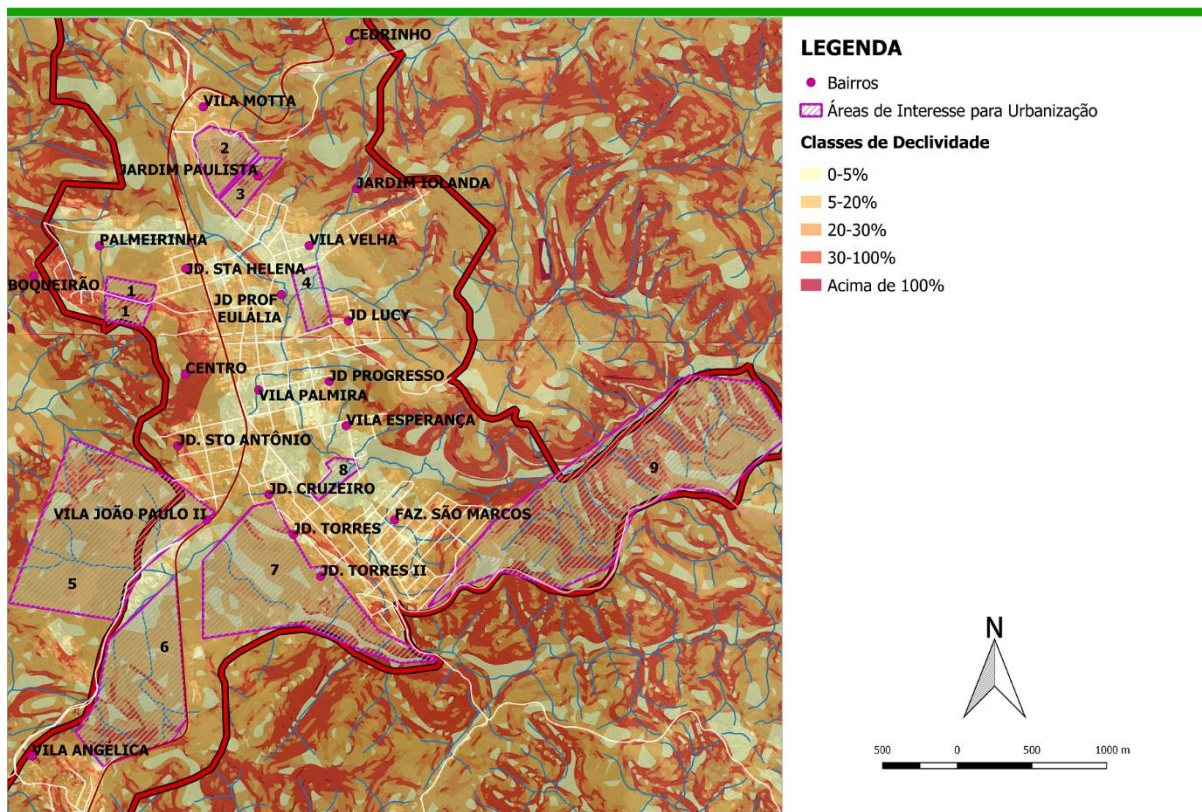 CEDRINHO
VILA MOTTA
2
JARDIM PAULISTA
3
JARDIM IOLANDA
PALMEIRINHA
VILA VELHA
JD. STA HELENA
BOQUEIRÃO
1
1
4
JD PROF
EULÁLIA
JD LUCY
CENTRO
JD PROGRESSO
VILA PALMIRA
VILA ESPERANÇA
JD. STO ANTÔNIO
8
9
JD. CRUZEIRO
VILA JOÃO PAULO II
FAZ. SÃO MARCOS
JD. TORRES
7
JD. TORRES II
5
6
VILA ANGÉLICA
LEGENDA
Bairros
Áreas de Interesse para Urbanização
Classes de Declividade
0-5%
5-20%
20-30%
30-100%
Acima de 100%
N
500 0 500 1000 m